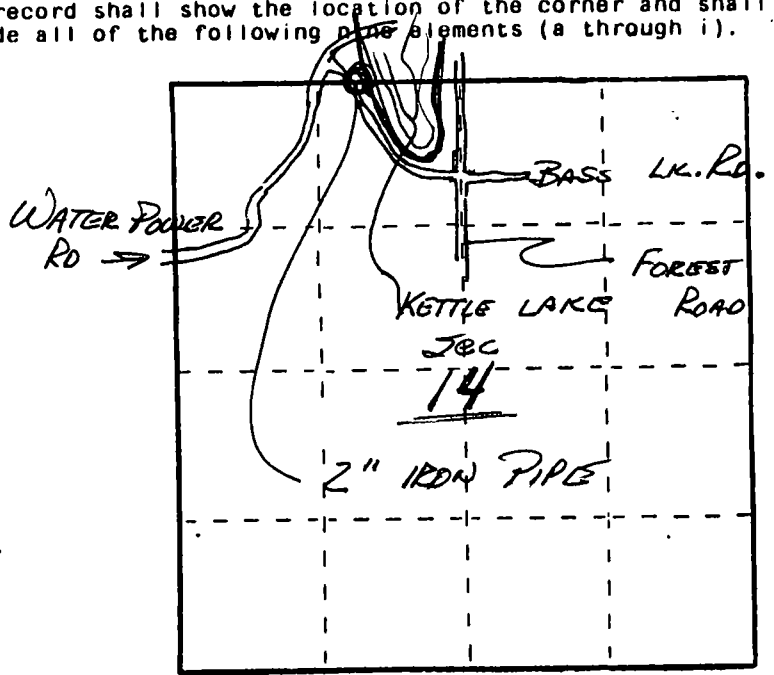 record shall show the location of the corner and shall
de all of the following nine elements (a through i).
BASS LK. RD.
WATER POWER
RD
FOREST
ROAD
KETTLE LAKE
Sec
14
2" IRON PIPE